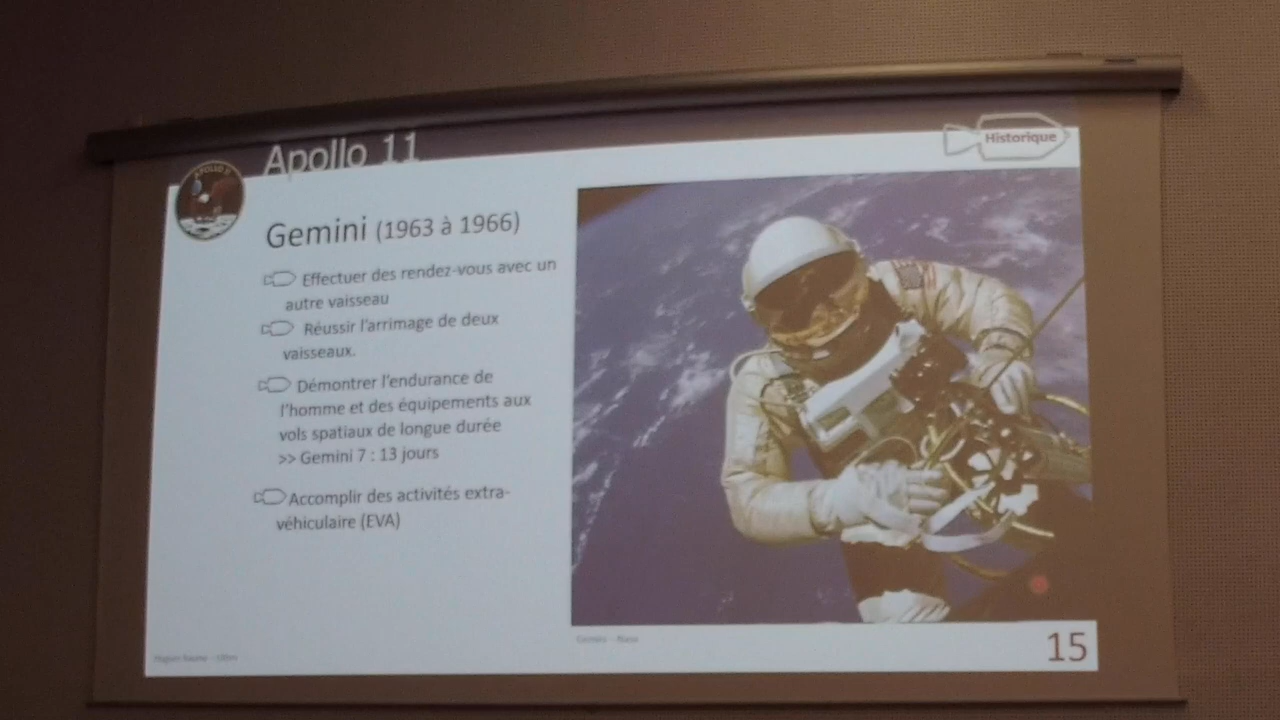 Apollo 11
Historique
APOLLO 11
Gemini (1963 à 1966)
Effectuer des rendez-vous avec un
autre vaisseau
Réussir l'arrimage de deux
vaisseaux.
Démontrer l'endurance de
l'homme et des équipements aux
vols spatiaux de longue durée
>> Gemini 7 : 13 jours
Accomplir des activités extra-
véhiculaire (EVA)
15